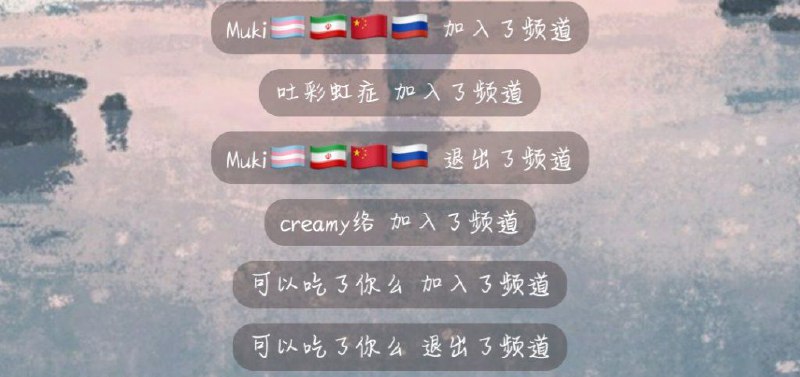 Muki🏳️‍⚧️🇮🇷🇨🇳🇷🇺 加入了频道
吐彩虹症 加入了频道
Muki🏳️‍⚧️🇮🇷🇨🇳🇷🇺 退出了频道
creamy络 加入了频道
可以吃了你么 加入了频道
可以吃了你么 退出了频道